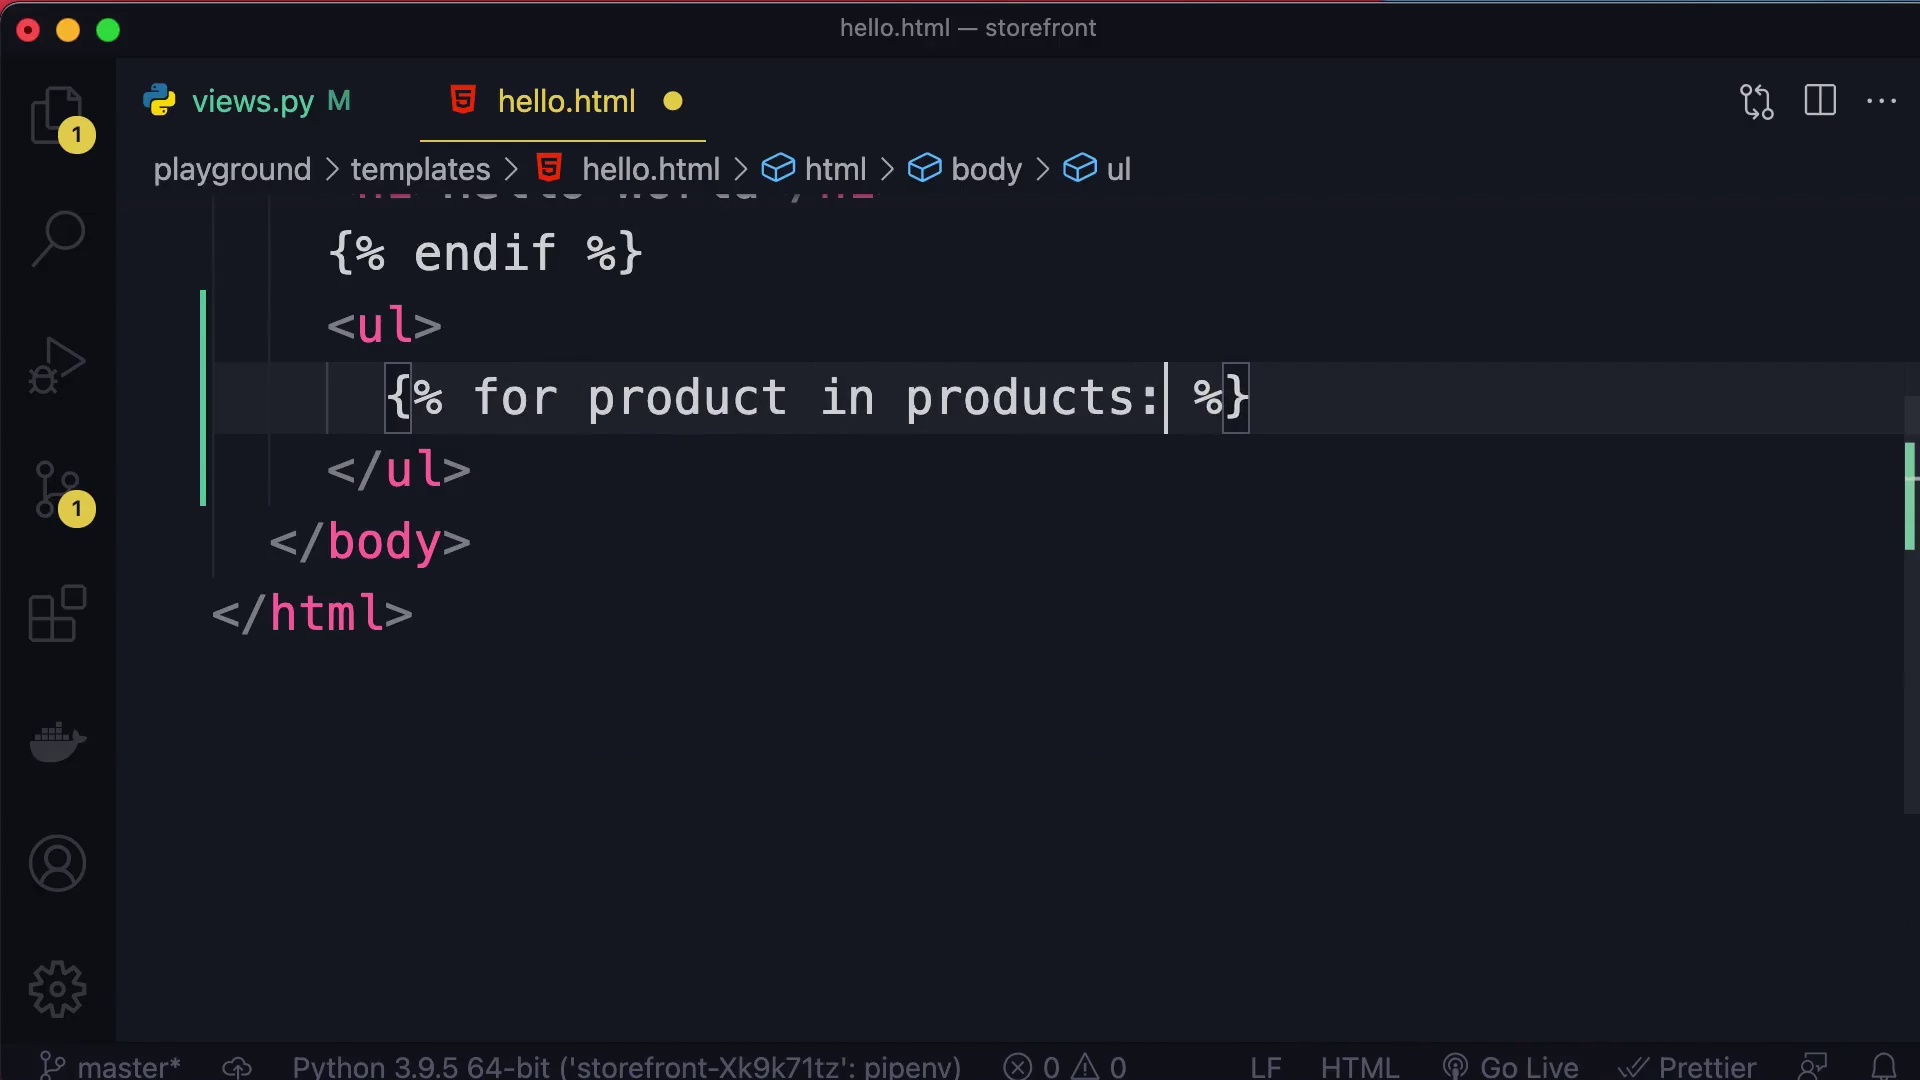 hello.html — storefront
views.py M
hello.html
playground > templates > hello.html > html > body > ul
{% endif %}
<ul>
{% for product in products: %}
</ul>
</body>
</html>
1
1
master*
Python 3.9.5 64-bit ('storefront-Xk9k71tz': pipenv)
0
0
LF
HTML
Go Live
Prettier